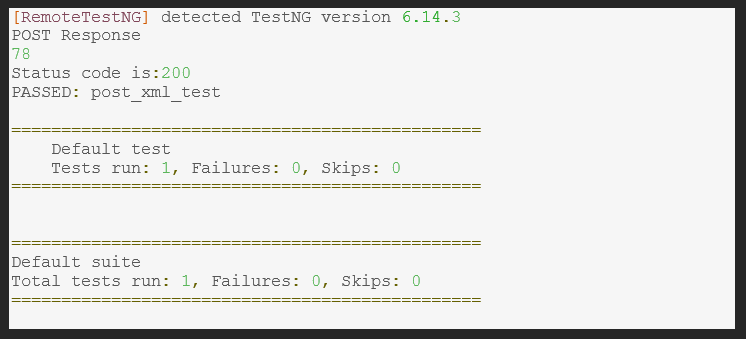 [RemoteTestNG] detected TestNG version 6.14.3
POST Response
78
Status code is:200
PASSED: post_xml_test
===============================================
    Default test
    Tests run: 1, Failures: 0, Skips: 0
===============================================
===============================================
Default suite
Total tests run: 1, Failures: 0, Skips: 0
===============================================